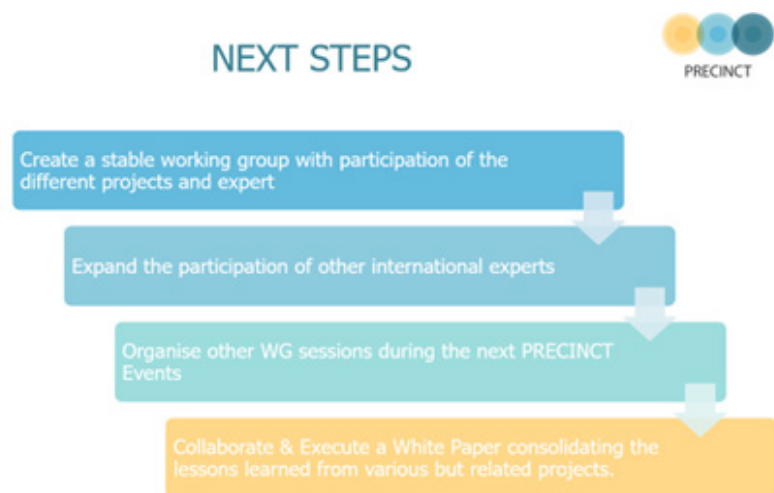 NEXT STEPS
PRECINCT
Create a stable working group with participation of the
different projects and expert
Expand the participation of other international experts
Organise other WG sessions during the next PRECINCT
Events
Collaborate & Execute a White Paper consolidating the
lessons learned from various but related projects.